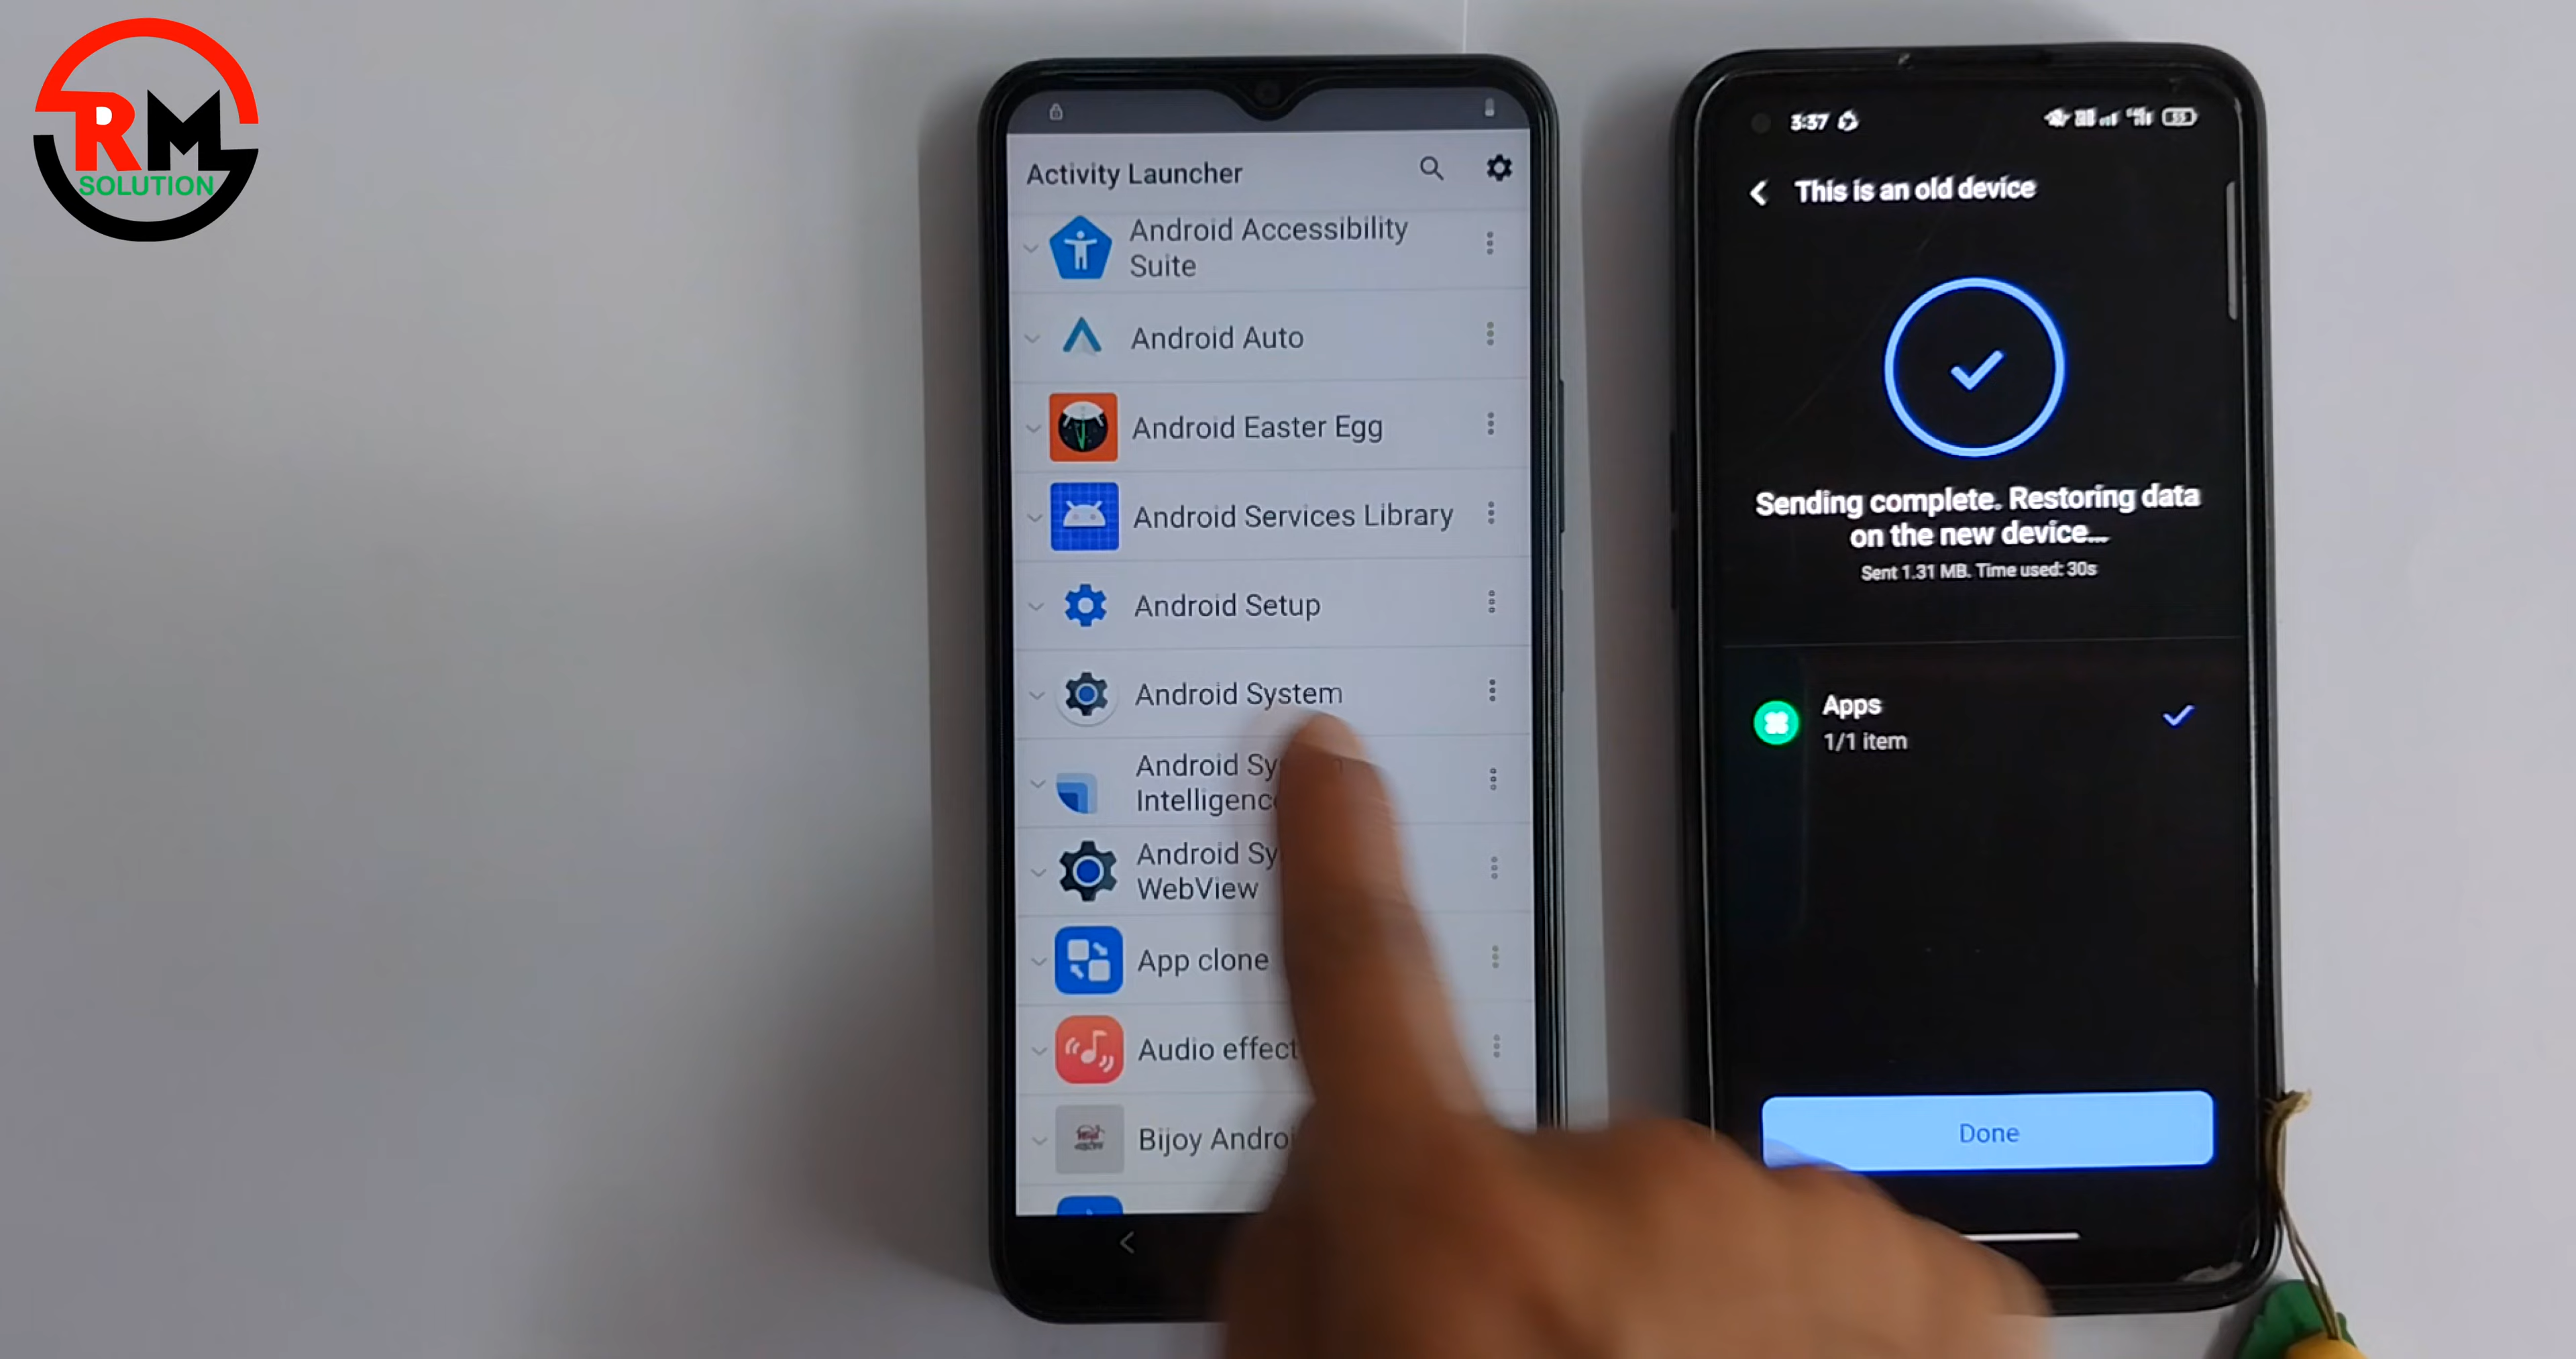 RM
SOLUTION
Activity Launcher
Android Accessibility
Suite
Android Auto
Android Easter Egg
Android Services Library
Android Setup
Android System
Android Sy
Intelligenc
Android Sy
WebView
App clone
Audio effect
Bijoy Androi
3:37
55
This is an old device
Sending complete. Restoring data
on the new device...
Sent 1.31 MB. Time used: 30s
Apps
1/1 item
Done